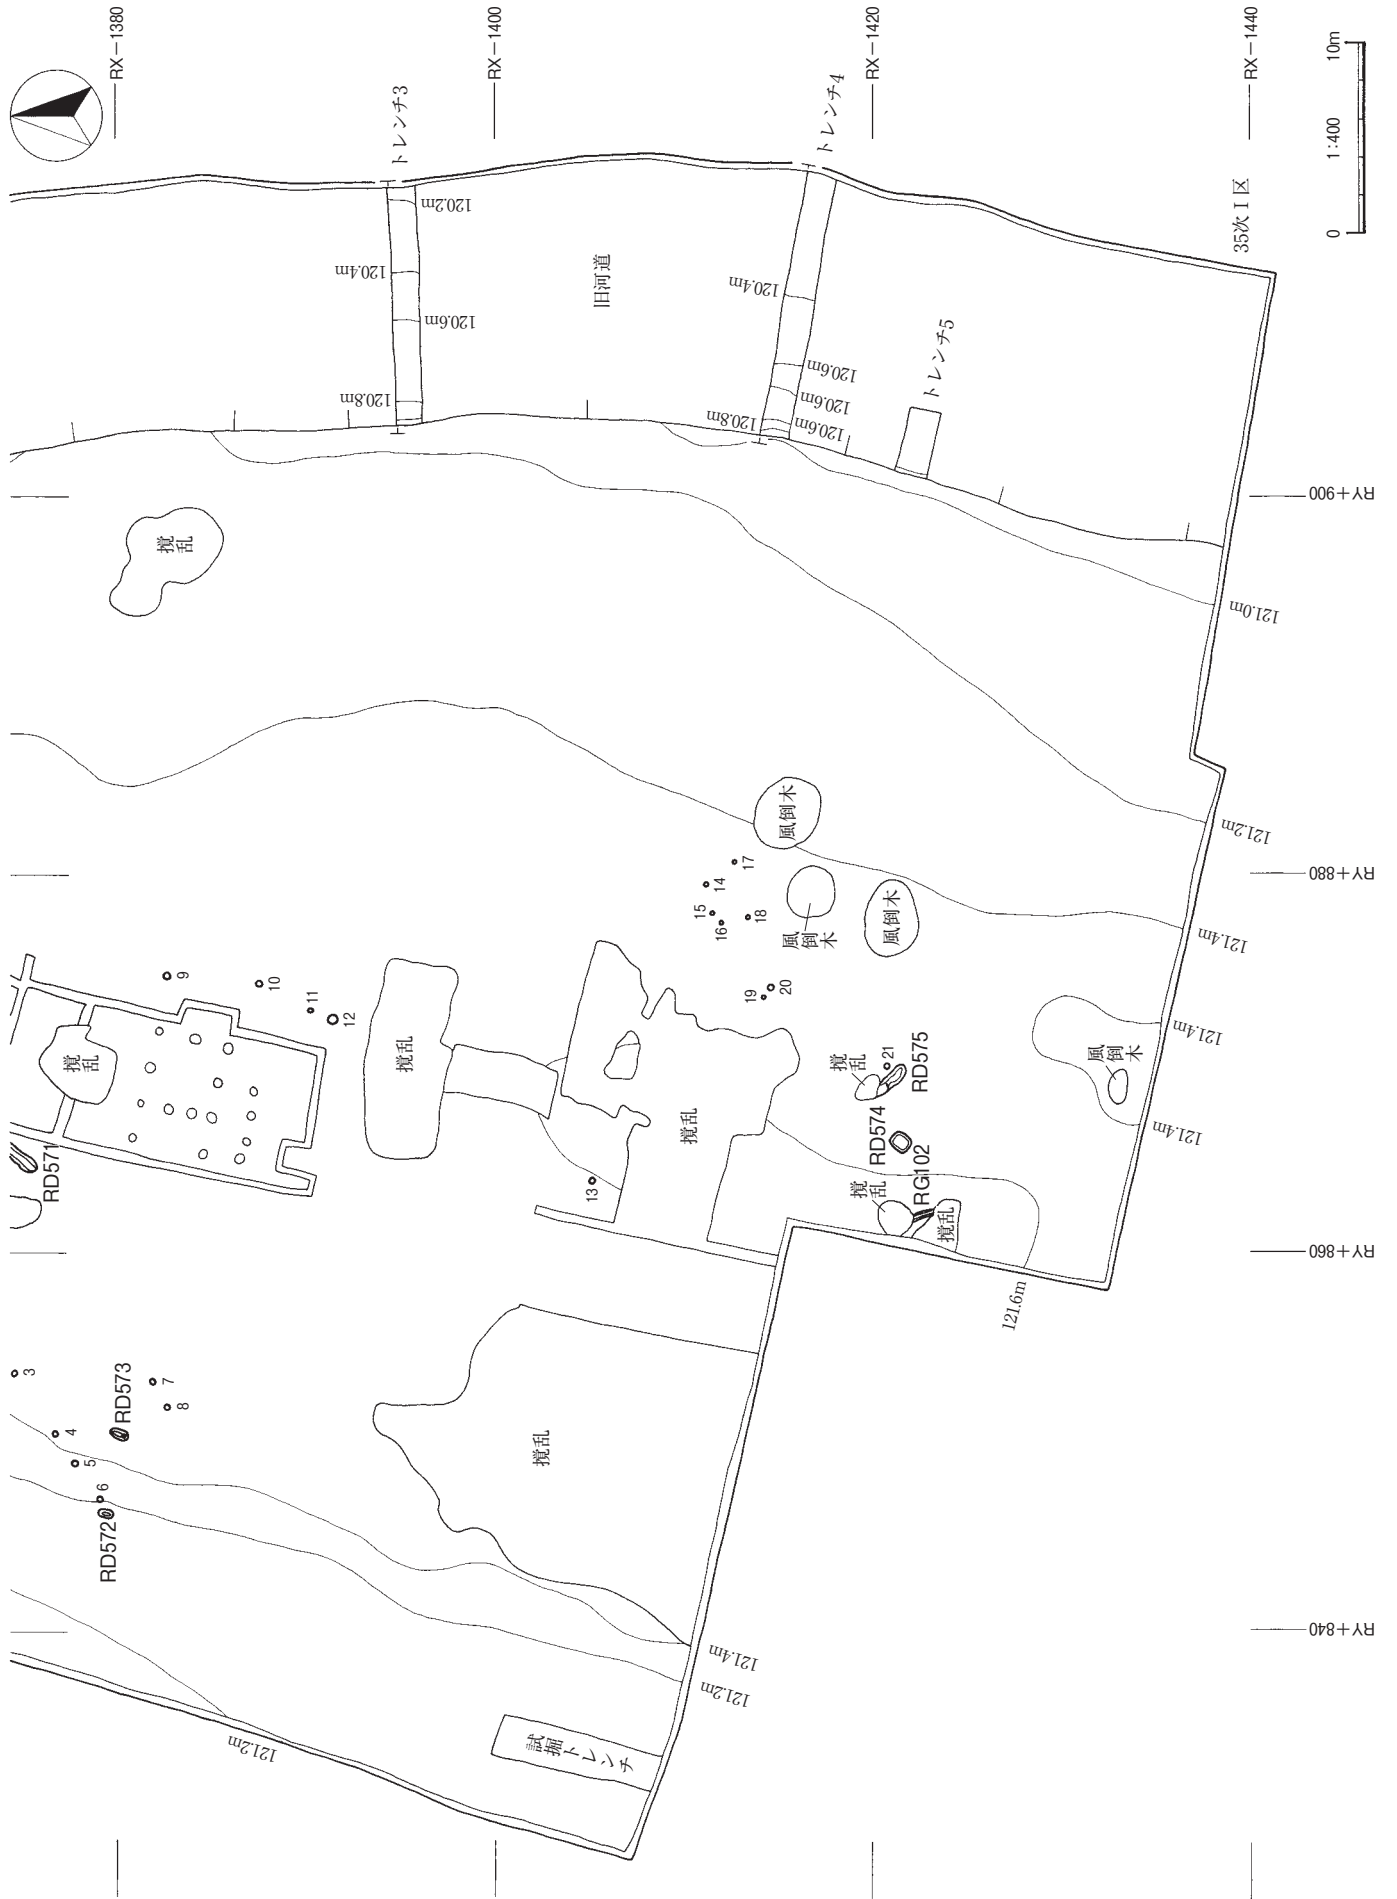 RX−1380
RX−1400
RX−1420
RX−1440
トレンチ3
トレンチ4
トレンチ5
35次Ⅰ区
0
1:400
10m
120.2m
120.4m
120.6m
120.8m
旧河道
120.4m
120.6m
120.6m
120.6m
120.8m
RY+900
RY+880
RY+860
RY+840
121.0m
121.2m
121.4m
121.4m
121.4m
121.6m
撹乱
風倒木
風倒木
風倒木
風倒木
17
14
15
16
18
19
20
9
10
11
12
撹乱
撹乱
撹乱
13
RD571
撹乱
21
RD575
RD574
RG102
撹乱
撹乱
3
4
5
6
7
8
RD573
RD572
撹乱
121.4m
121.2m
121.2m
試掘トレンチ